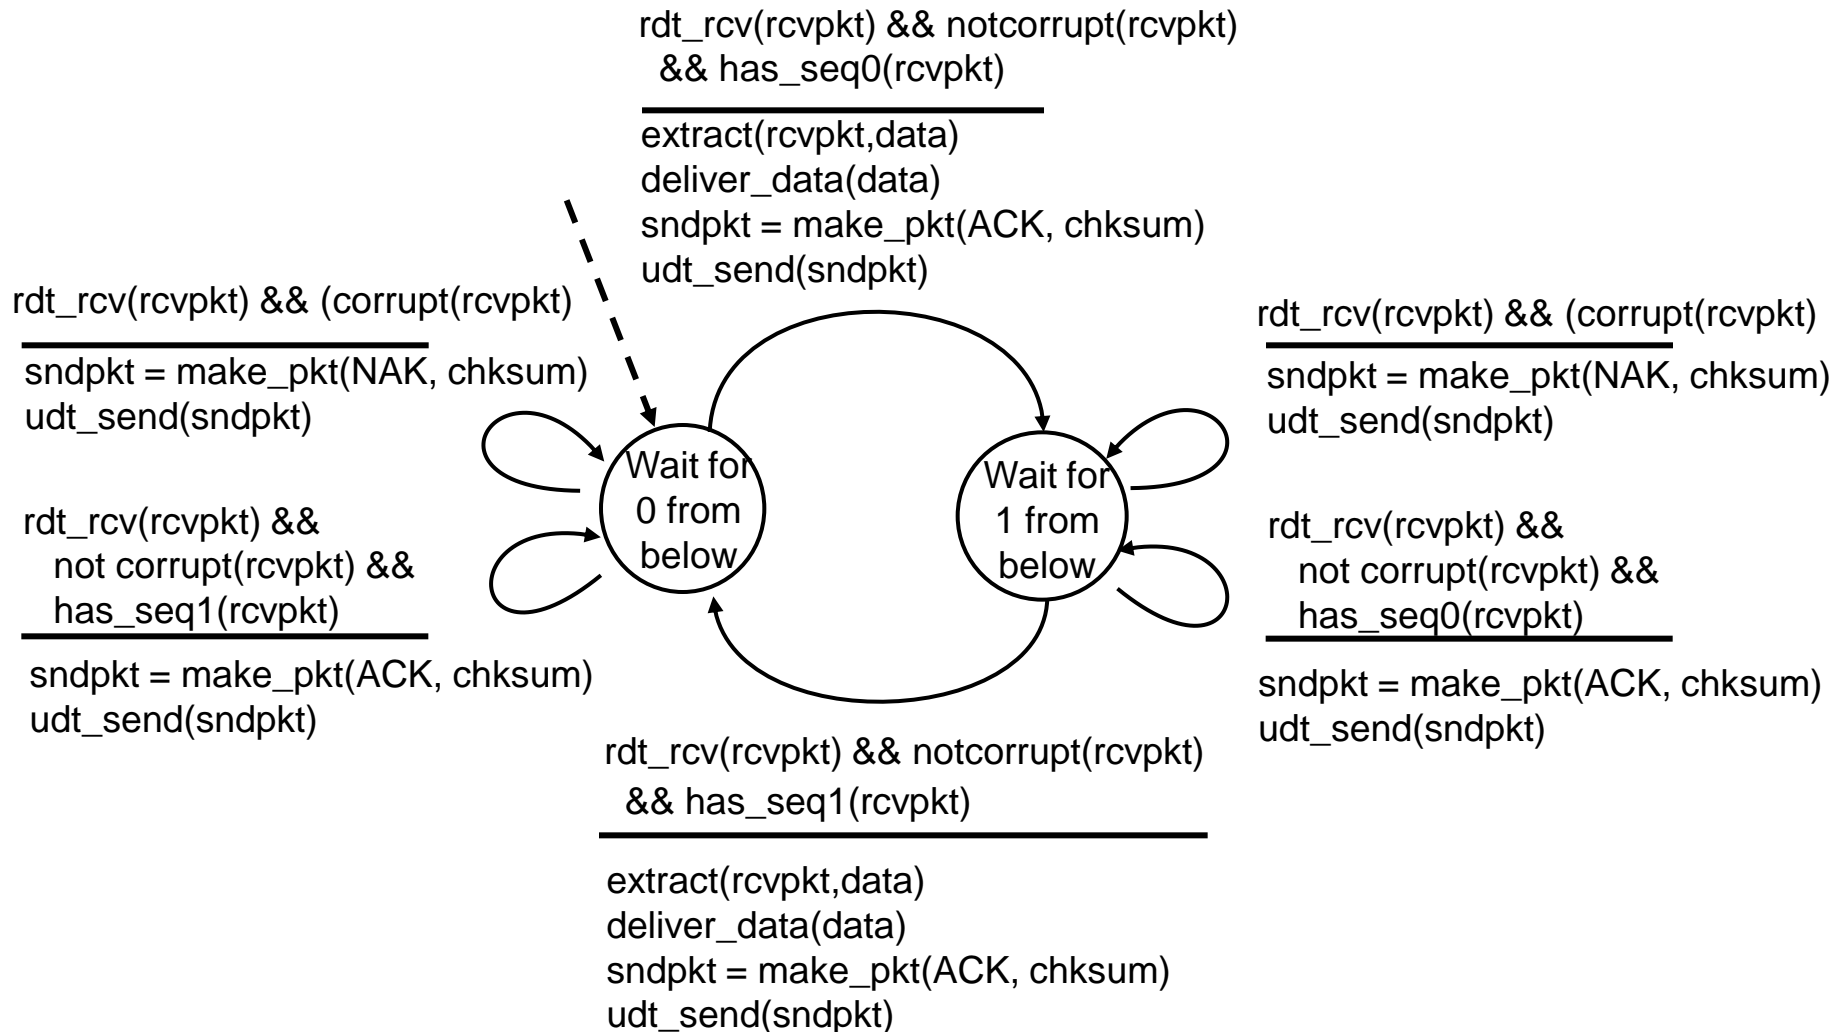 rdt_rcv(rcvpkt) && notcorrupt(rcvpkt)
&& has_seq0(rcvpkt)
extract(rcvpkt,data)
deliver_data(data)
sndpkt = make_pkt(ACK, chksum)
udt_send(sndpkt)
rdt_rcv(rcvpkt) && (corrupt(rcvpkt)
sndpkt = make_pkt(NAK, chksum)
udt_send(sndpkt)
rdt_rcv(rcvpkt) &&
not corrupt(rcvpkt) &&
has_seq1(rcvpkt)
sndpkt = make_pkt(ACK, chksum)
udt_send(sndpkt)
Wait for
0 from
below
Wait for
1 from
below
rdt_rcv(rcvpkt) && (corrupt(rcvpkt)
sndpkt = make_pkt(NAK, chksum)
udt_send(sndpkt)
rdt_rcv(rcvpkt) &&
not corrupt(rcvpkt) &&
has_seq0(rcvpkt)
sndpkt = make_pkt(ACK, chksum)
udt_send(sndpkt)
rdt_rcv(rcvpkt) && notcorrupt(rcvpkt)
&& has_seq1(rcvpkt)
extract(rcvpkt,data)
deliver_data(data)
sndpkt = make_pkt(ACK, chksum)
udt_send(sndpkt)